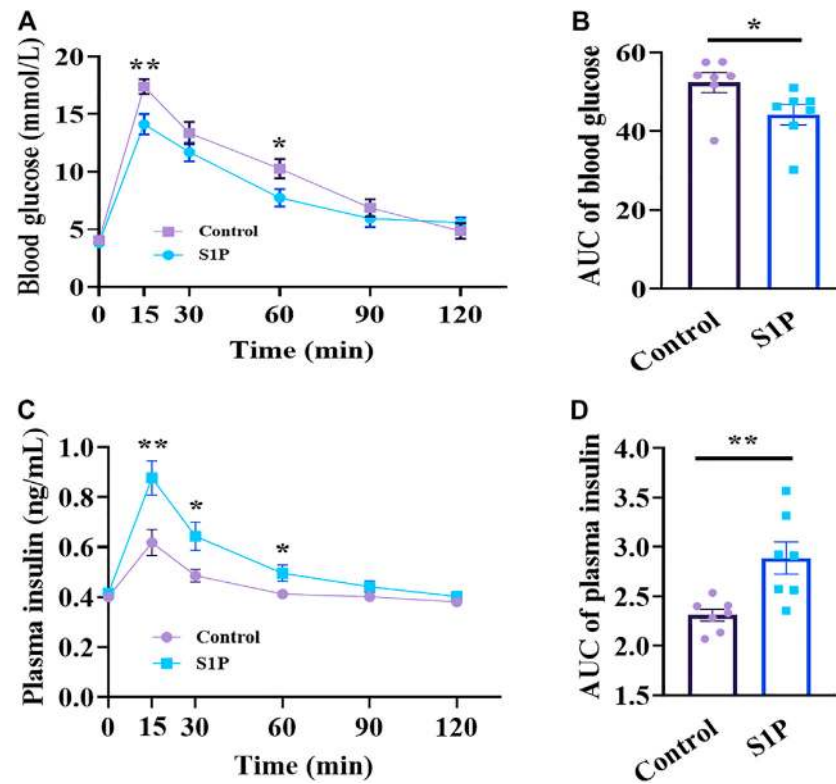 A
Blood glucose (mmol/L)
20
15
10
5
0
**
*
Control
S1P
0 15 30 60 90 120
Time (min)
B
AUC of blood glucose
60
40
20
0
*
Control
S1P
C
Plasma insulin (ng/mL)
1.0
0.8
0.6
0.4
0.2
0.0
**
*
*
Control
S1P
0 15 30 60 90 120
Time (min)
D
AUC of plasma insulin
4.0
3.5
3.0
2.5
2.0
1.5
**
Control
S1P